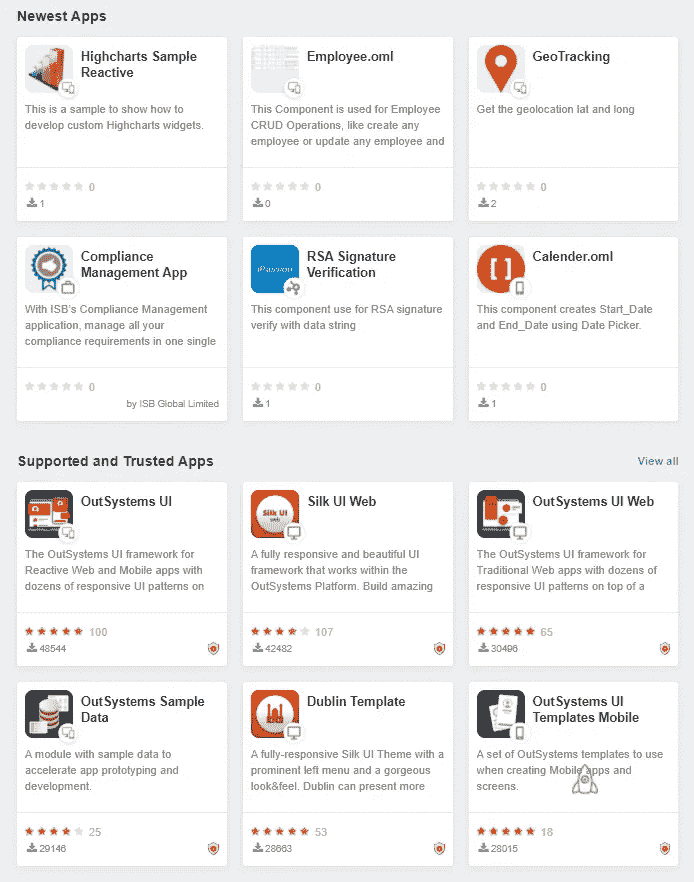 Newest Apps
Highcharts Sample
Reactive
This is a sample to show how to
develop custom Highcharts widgets.
0
1
Employee.oml
This Component is used for Employee
CRUD Operations, like create any
employee or update any employee and
0
0
GeoTracking
Get the geolocation lat and long
0
2
Compliance
Management App
With ISB's Compliance Management
application, manage all your
compliance requirements in one single
0
by ISB Global Limited
RSA Signature
Verification
This component use for RSA signature
verify with data string
0
1
Calender.oml
This component creates Start_Date
and End_Date using Date Picker.
0
1
Supported and Trusted Apps
View all
OutSystems UI
The OutSystems UI framework for
Reactive Web and Mobile apps with
dozens of responsive UI patterns on
100
48544
Silk UI
web
Silk UI Web
A fully responsive and beautiful UI
framework that works within the
OutSystems Platform. Build amazing
107
42482
OutSystems UI Web
The OutSystems UI framework for
Traditional Web apps with dozens of
responsive UI patterns on top of a
65
30496
OutSystems Sample
Data
A module with sample data to
accelerate app prototyping and
development.
25
29146
Dublin Template
A fully-responsive Silk UI Theme with a
prominent left menu and a gorgeous
look&feel. Dublin can present more
53
28663
OutSystems UI
Templates Mobile
A set of OutSystems templates to use
when creating Mobile apps and
screens.
18
28015